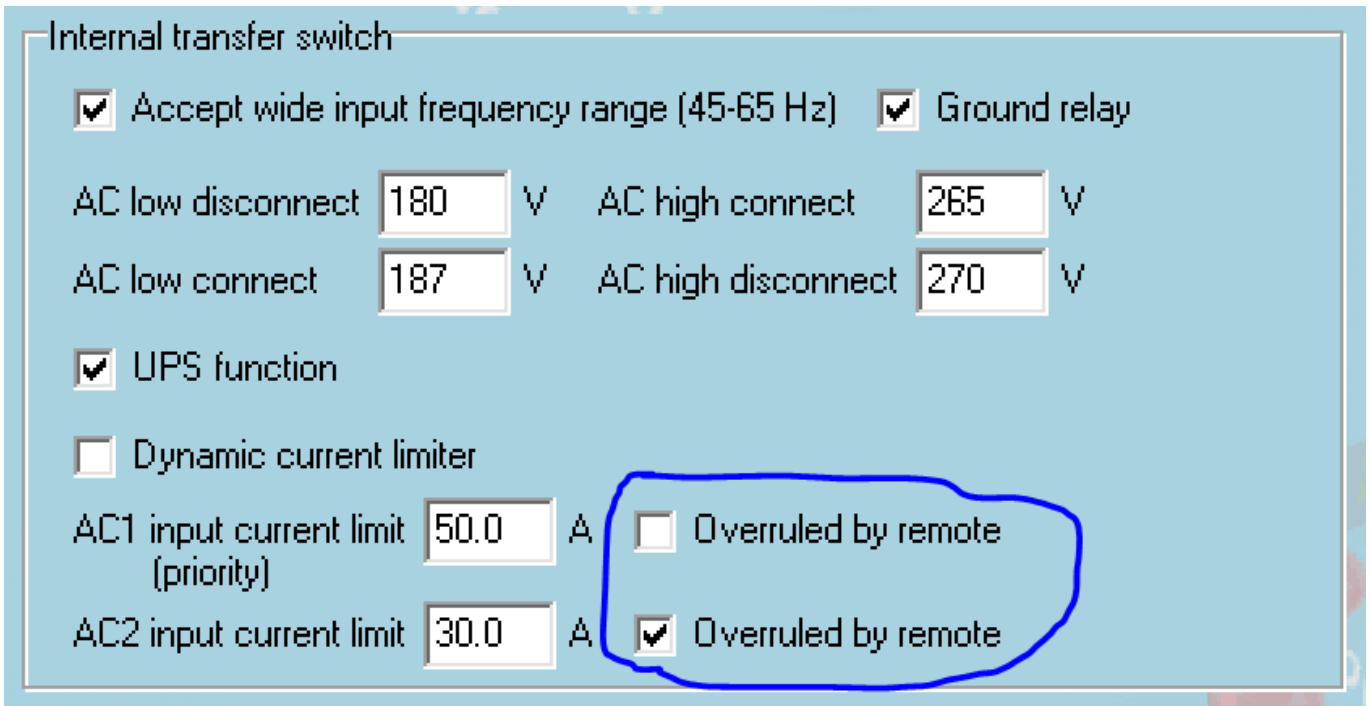 Internal transfer switch
Accept wide input frequency range (45-65 Hz) Ground relay
AC low disconnect 180 V AC high connect 265 V
AC low connect 187 V AC high disconnect 270 V
UPS function
Dynamic current limiter
AC1 input current limit 50.0 A Overruled by remote
(priority)
AC2 input current limit 30.0 A Overruled by remote